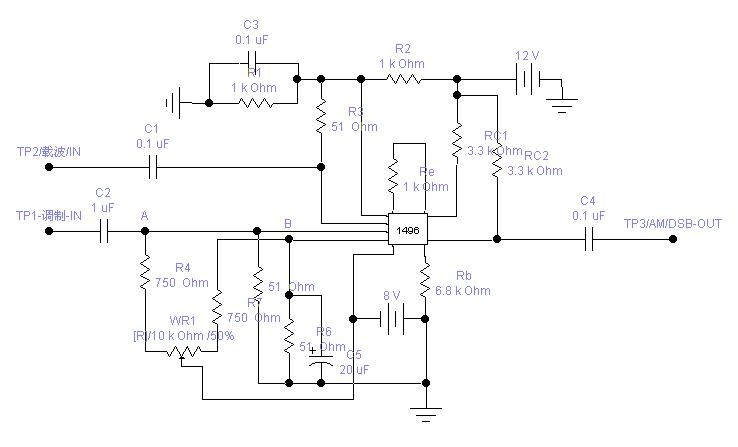 C3
0.1 uF
R1
1 k Ohm
R2
1 k Ohm
12 V
R3
51 Ohm
C1
0.1 uF
TP2/载波/IN
RC1
3.3 k Ohm
RC2
3.3 k Ohm
Re
1 k Ohm
C2
1 uF
TP1-调制-IN
A
B
1496
C4
0.1 uF
TP3/AM/DSB-OUT
R4
750 Ohm
51 Ohm
R7
750 Ohm
Rb
6.8 k Ohm
8 V
WR1
[R]/10 k Ohm /50%
R6
51 Ohm
C5
20 uF
+